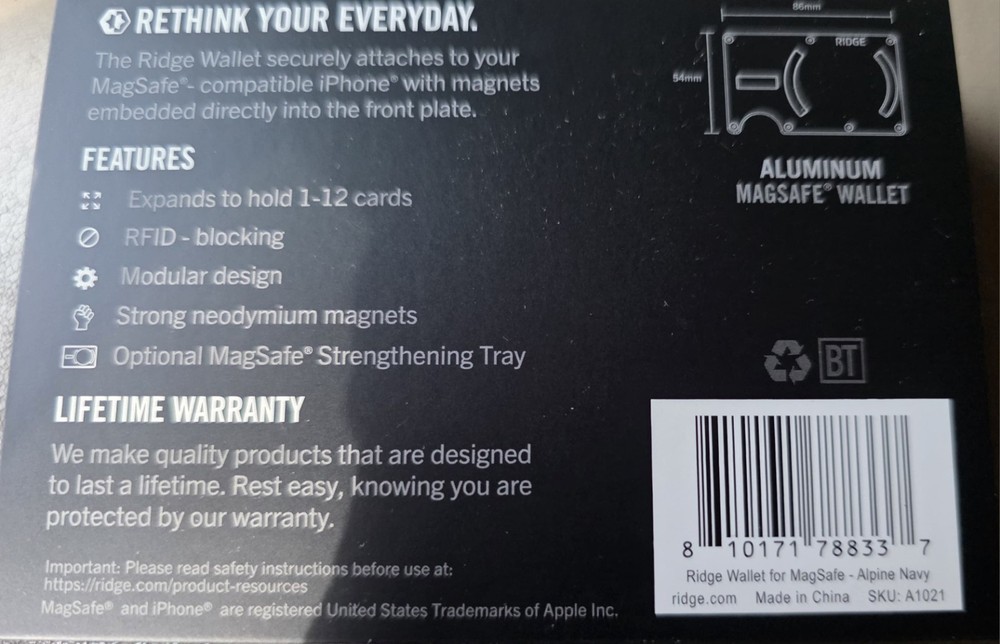 RETHINK YOUR EVERYDAY.
The Ridge Wallet securely attaches to your
MagSafe®- compatible iPhone® with magnets
embedded directly into the front plate.
FEATURES
Expands to hold 1-12 cards
RFID - blocking
Modular design
Strong neodymium magnets
Optional MagSafe® Strengthening Tray
LIFETIME WARRANTY
We make quality products that are designed
to last a lifetime. Rest easy, knowing you are
protected by our warranty.
Important: Please read safety instructions before use at:
https://ridge.com/product-resources
MagSafe® and iPhone® are registered United States Trademarks of Apple Inc.
86mm
54mm
RIDGE
ALUMINUM
MAGSAFE® WALLET
BT
8 10171 78833 7
Ridge Wallet for MagSafe - Alpine Navy
ridge.com Made in China SKU: A1021